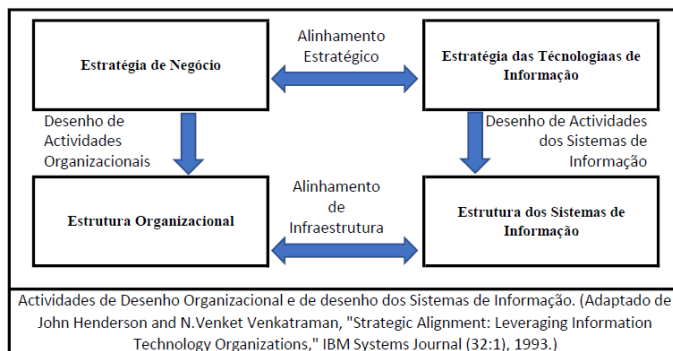 Alinhamento
Estratégico
Estratégia de Negócio
Estratégia das Técnologiaas de
Informação
Desenho de
Actividades
Organizacionais
Desenho de Actividades
dos Sistemas de
Informação
Estrutura Organizacional
Alinhamento
de
Infraestrutura
Estrutura dos Sistemas de
Informação
Actividades de Desenho Organizacional e de desenho dos Sistemas de Informação. (Adaptado de
John Henderson and N.Venket Venkatraman, "Strategic Alignment: Leveraging Information
Technology Organizations," IBM Systems Journal (32:1), 1993.)